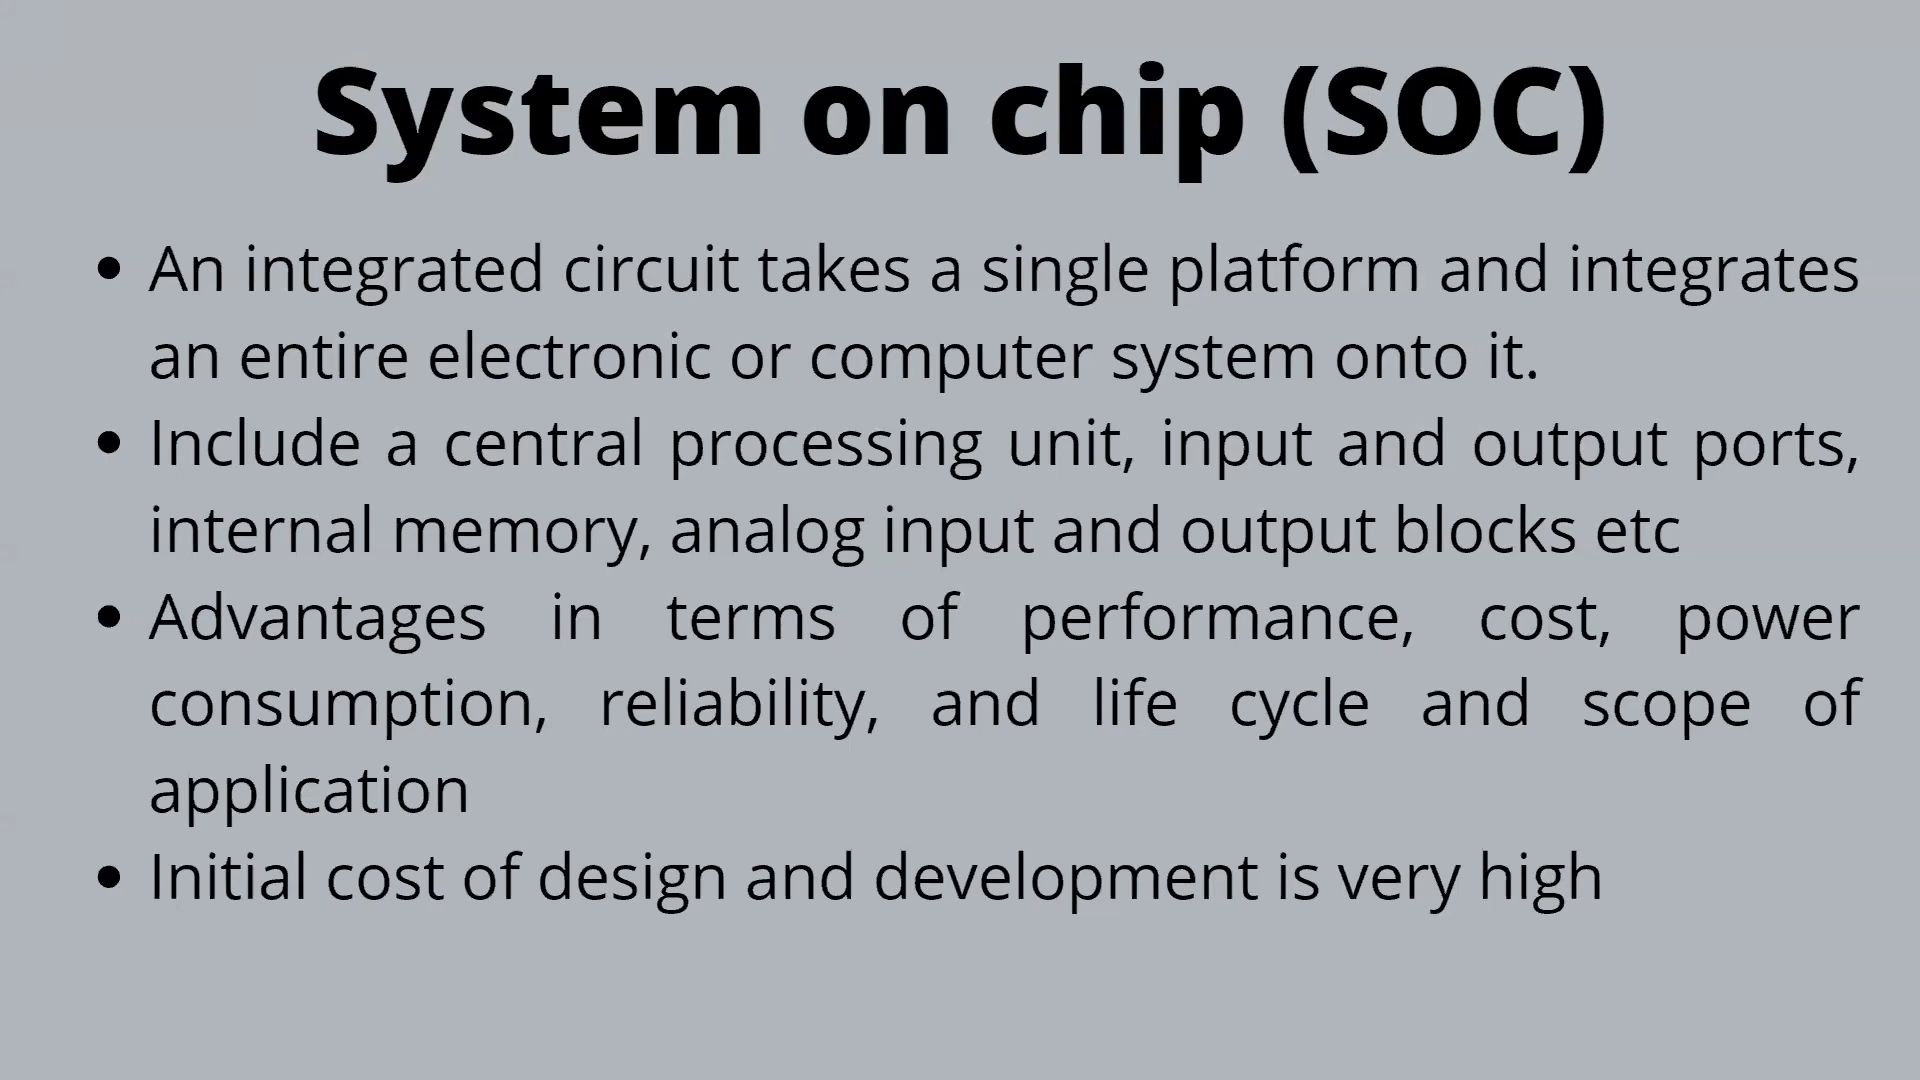 System on chip (SOC)
• An integrated circuit takes a single platform and integrates
an entire electronic or computer system onto it.
• Include a central processing unit, input and output ports,
internal memory, analog input and output blocks etc
• Advantages in terms of performance, cost, power
consumption, reliability, and life cycle and scope of
application
• Initial cost of design and development is very high